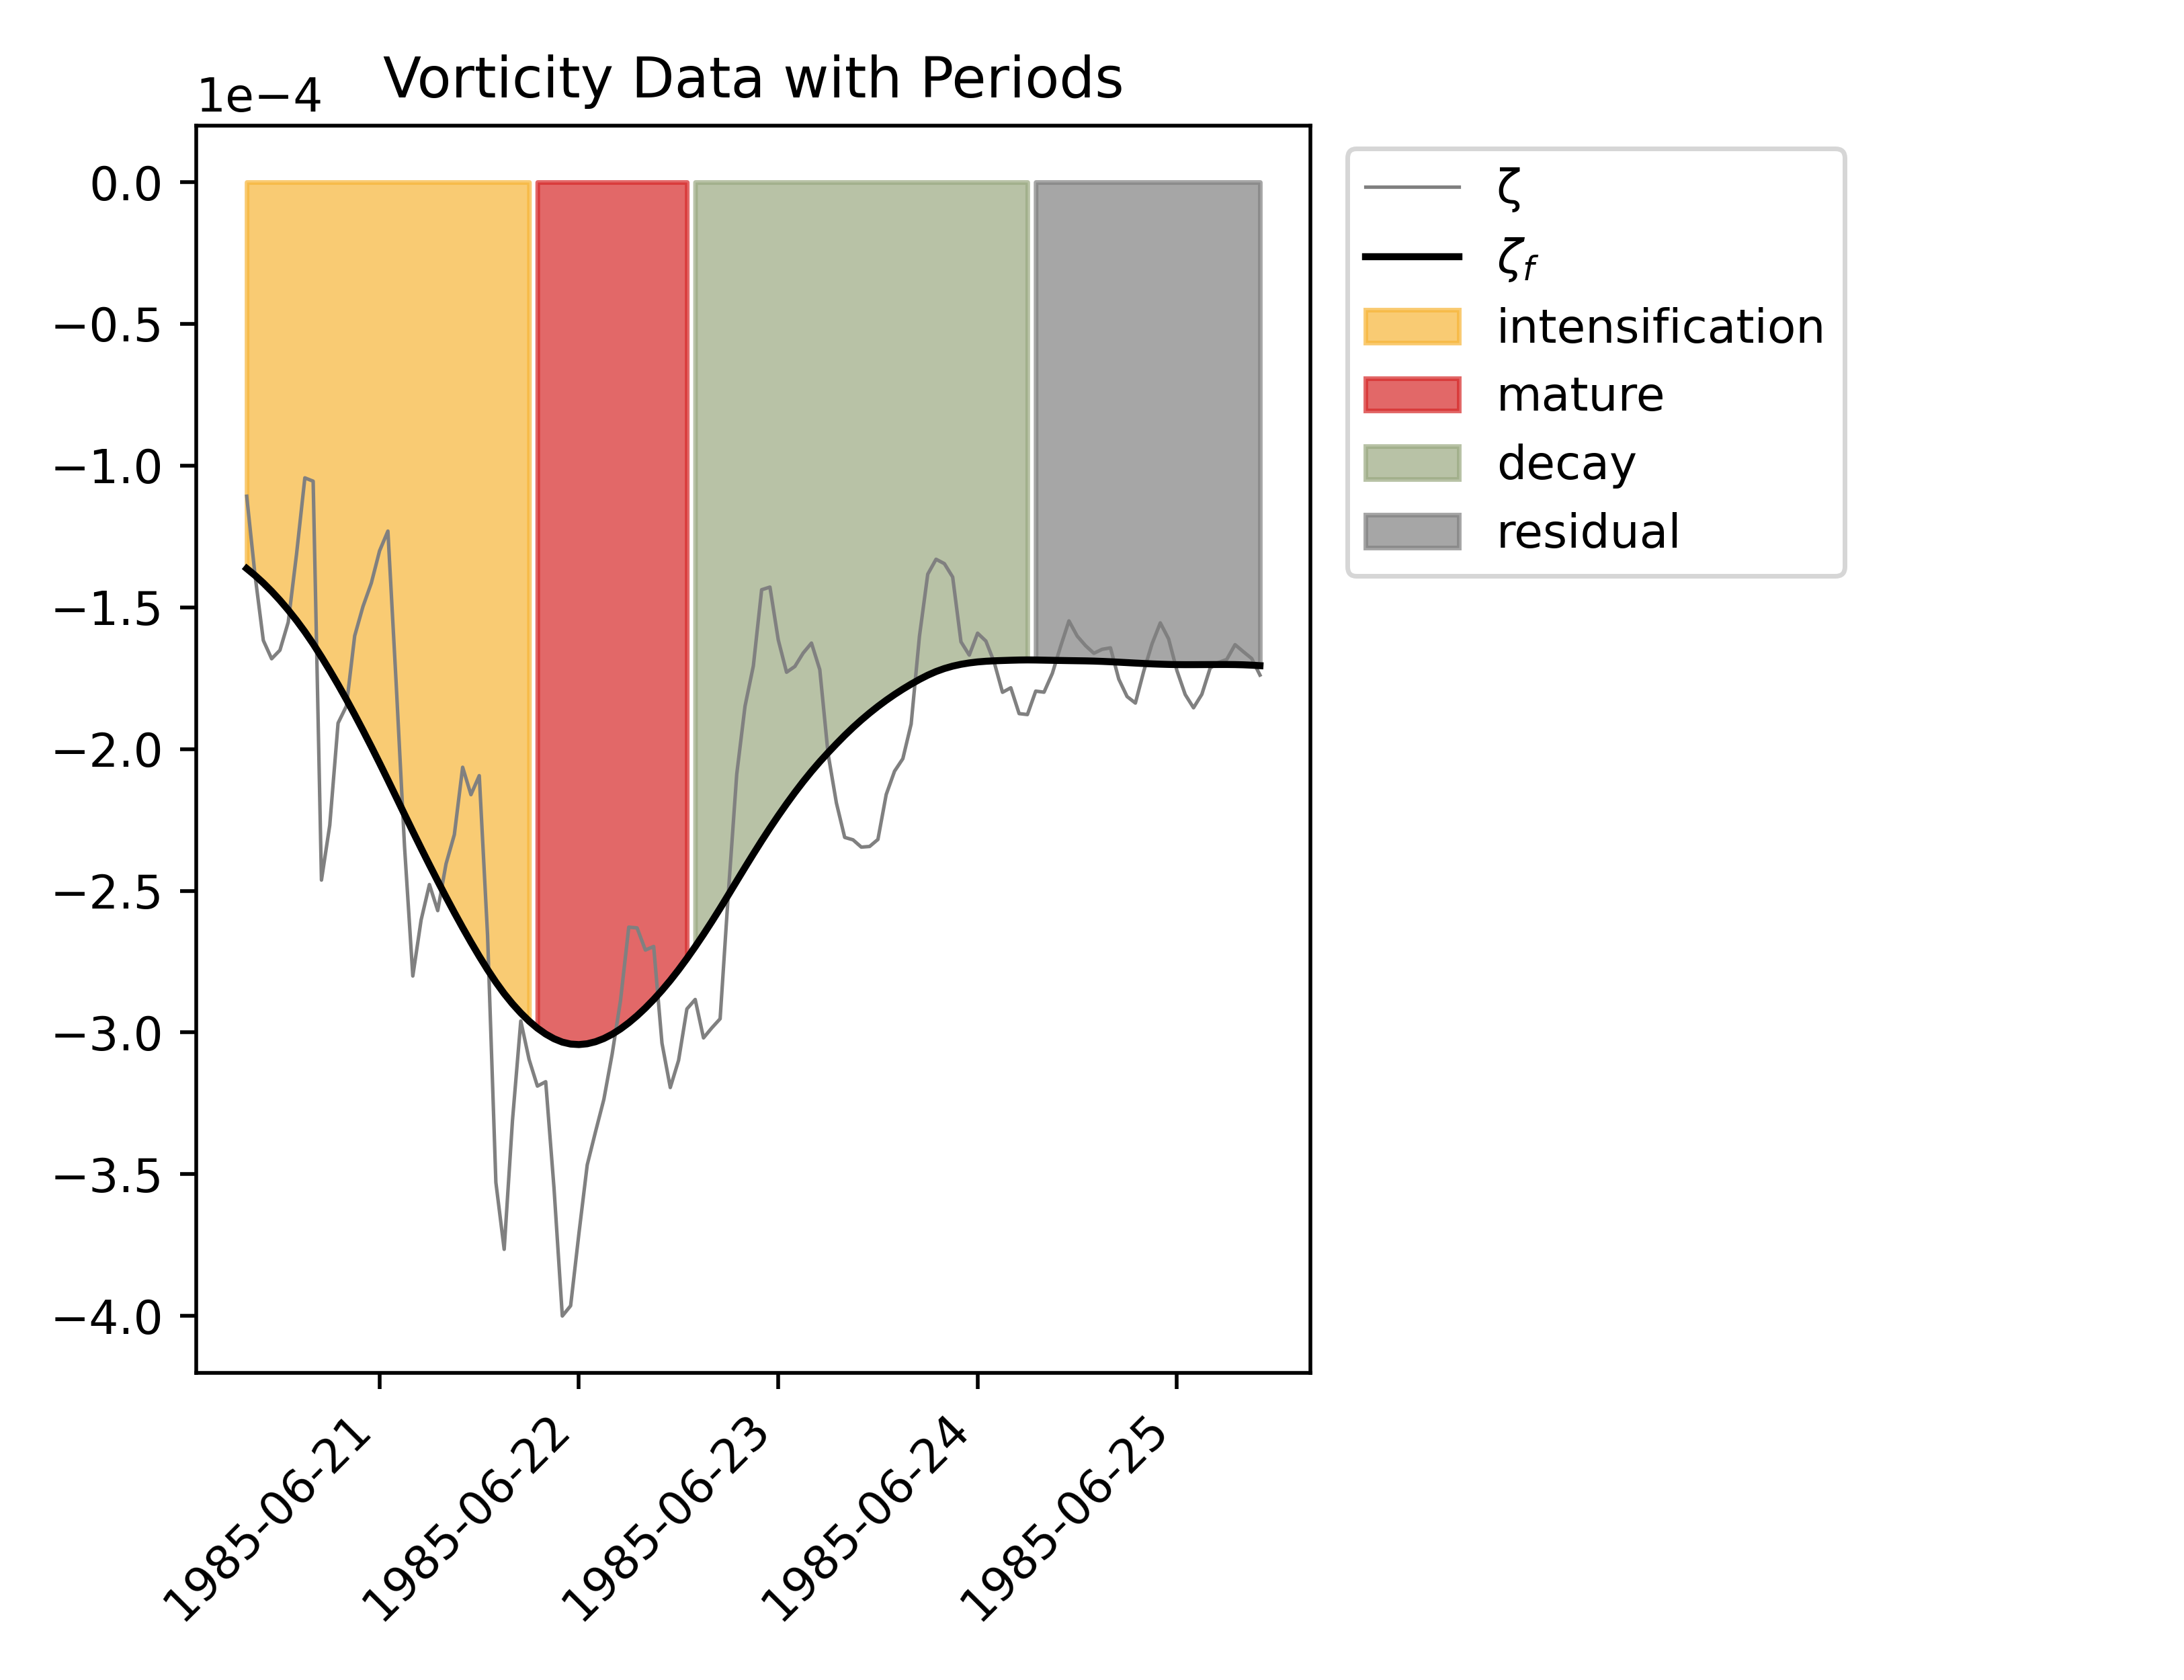 Vorticity Data with Periods
1e−4
0.0
−0.5
−1.0
−1.5
−2.0
−2.5
−3.0
−3.5
−4.0
1985-06-21
1985-06-22
1985-06-23
1985-06-24
1985-06-25
ζ
ζf
intensification
mature
decay
residual